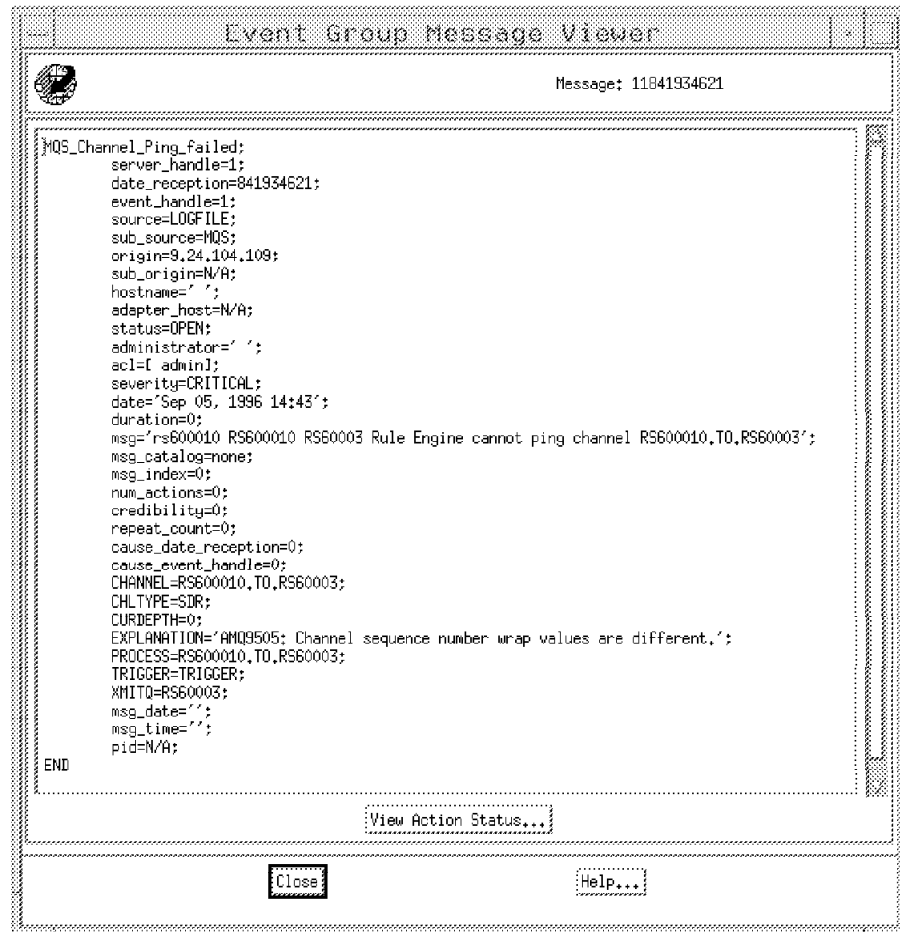 Event Group Message Viewer
Message: 11841934621
MQS_Channel_Ping_failed;
server_handle=1;
date_reception=841934621;
event_handle=1;
source=LOGFILE;
sub_source=MQS;
origin=9.24.104.109;
sub_origin=N/A;
hostname=' ';
adapter_host=N/A;
status=OPEN;
administrator=' ';
acl=[ admin];
severity=CRITICAL;
date='Sep 05, 1996 14:43';
duration=0;
msg='rs600010 RS600010 RS60003 Rule Engine cannot ping channel RS600010.TO.RS60003';
msg_catalog=none;
msg_index=0;
num_actions=0;
credibility=0;
repeat_count=0;
cause_date_reception=0;
cause_event_handle=0;
CHANNEL=RS600010.TO.RS60003;
CHLTYPE=SDR;
CURDEPTH=0;
EXPLANATION='AMQ9505: Channel sequence number wrap values are different.';
PROCESS=RS600010.TO.RS60003;
TRIGGER=TRIGGER;
XMITQ=RS60003;
msg_date='';
msg_time='';
pid=N/A;
END
View Action Status...
Close
Help...